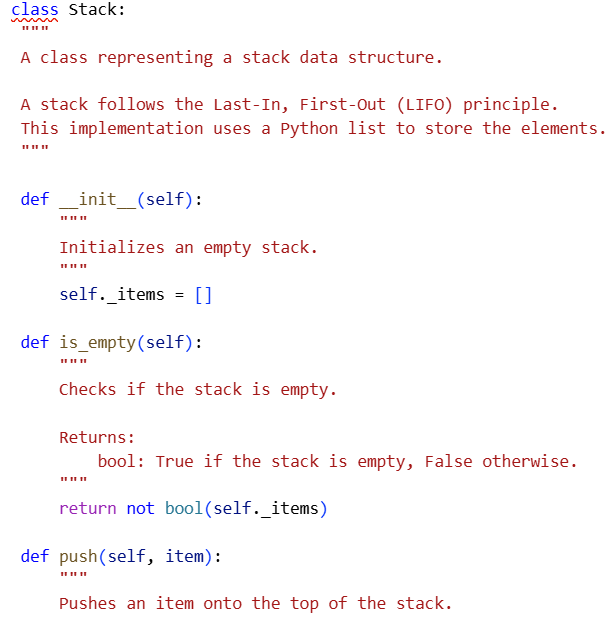 class Stack:
"""
A class representing a stack data structure.

A stack follows the Last-In, First-Out (LIFO) principle.
This implementation uses a Python list to store the elements.
"""

def __init__(self):
"""
Initializes an empty stack.
"""
self._items = []

def is_empty(self):
"""
Checks if the stack is empty.

Returns:
bool: True if the stack is empty, False otherwise.
"""
return not bool(self._items)

def push(self, item):
"""
Pushes an item onto the top of the stack.